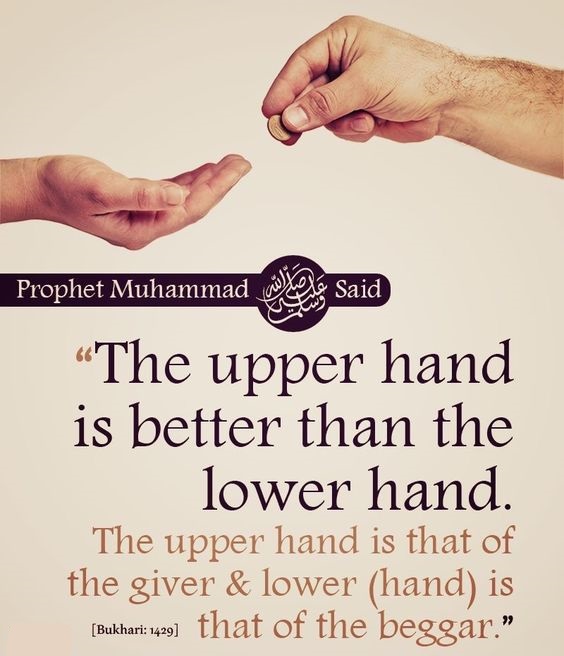 Prophet Muhammad صلى الله عليه وسلم Said
“The upper hand
is better than the
lower hand.
The upper hand is that of
the giver & lower (hand) is
[Bukhari: 1429] that of the beggar.”